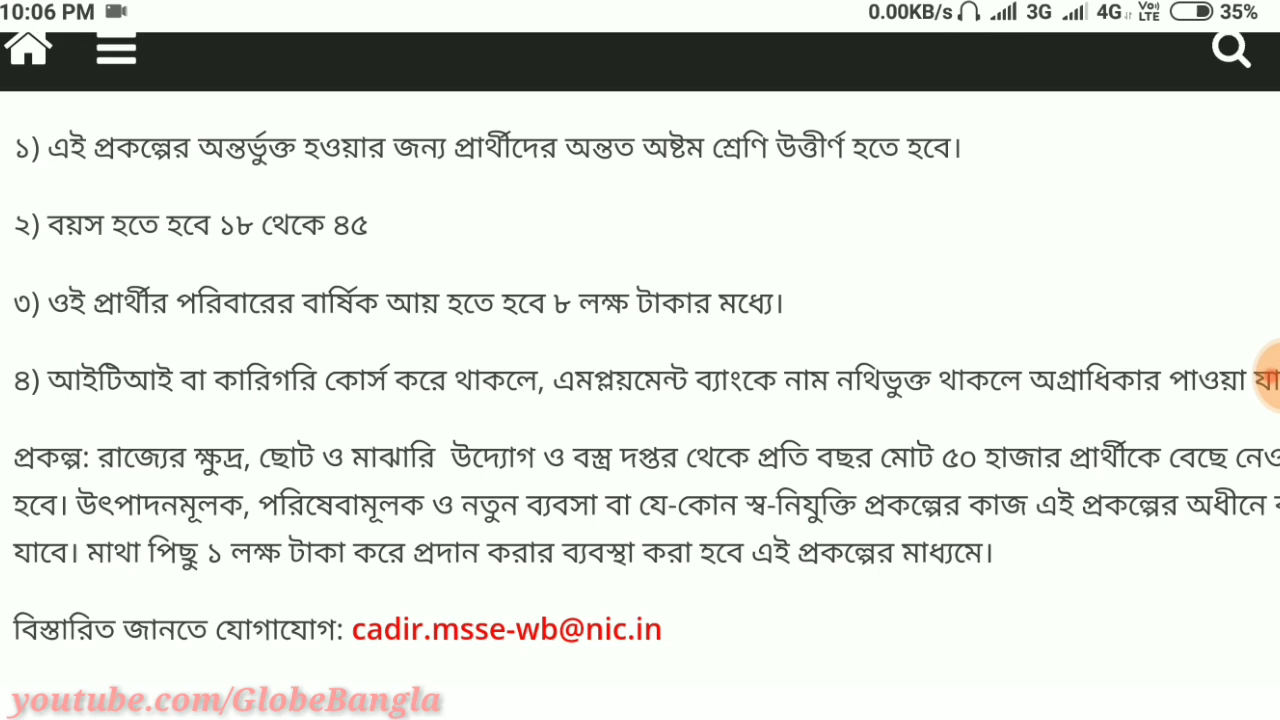 10:06 PM 0.00KB/s 3G 4G VoLTE 35%
১) এই প্রকল্পের অন্তর্ভুক্ত হওয়ার জন্য প্রার্থীদের অন্তত অষ্টম শ্রেণি উত্তীর্ণ হতে হবে।
২) বয়স হতে হবে ১৮ থেকে ৪৫
৩) ওই প্রার্থীর পরিবারের বার্ষিক আয় হতে হবে ৮ লক্ষ টাকার মধ্যে।
৪) আইটিআই বা কারিগরি কোর্স করে থাকলে, এমপ্লয়মেন্ট ব্যাংকে নাম নথিভুক্ত থাকলে অগ্রাধিকার পাওয়া
প্রকল্প: রাজ্যের ক্ষুদ্র, ছোট ও মাঝারি উদ্যোগ ও বস্ত্র দপ্তর থেকে প্রতি বছর মোট ৫০ হাজার প্রার্থীকে বেছে
হবে। উৎপাদনমূলক, পরিষেবামূলক ও নতুন ব্যবসা বা যে-কোন স্ব-নিযুক্তি প্রকল্পের কাজ এই প্রকল্পের অধীনে
যাবে। মাথা পিছু ১ লক্ষ টাকা করে প্রদান করার ব্যবস্থা করা হবে এই প্রকল্পের মাধ্যমে।
বিস্তারিত জানতে যোগাযোগ: cadir.msse-wb@nic.in
youtube.com/GlobeBangla